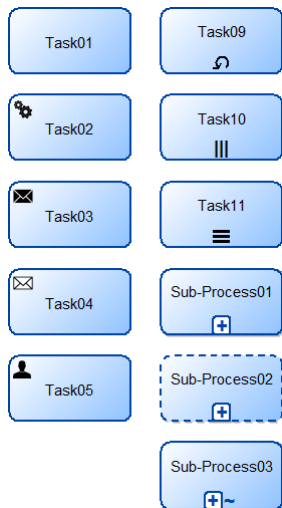 Task01
Task02
Task03
Task04
Task05
Task09
Task10
Task11
Sub-Process01
Sub-Process02
Sub-Process03